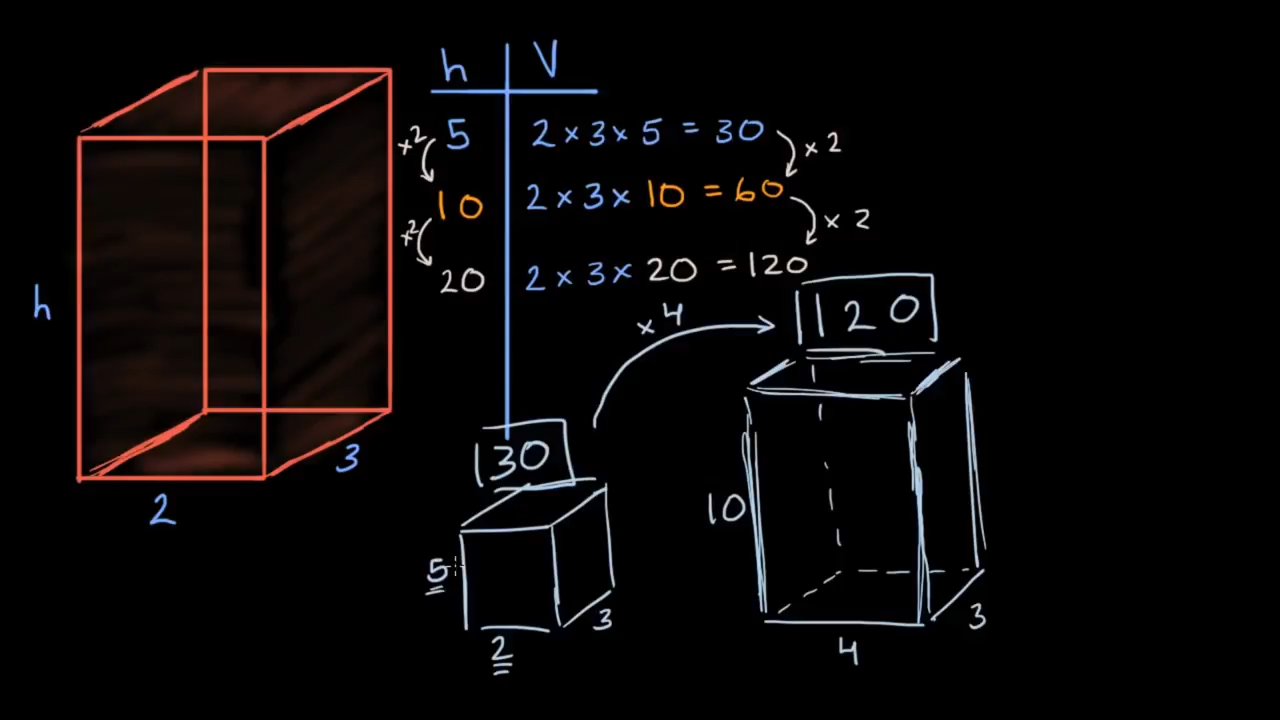 h V
×2 5 2 × 3 × 5 = 30 × 2
10 2 × 3 × 10 = 60
×2 × 2
20 2 × 3 × 20 = 120
h
× 4 120
30
3
2
10
5
3 3
2 4